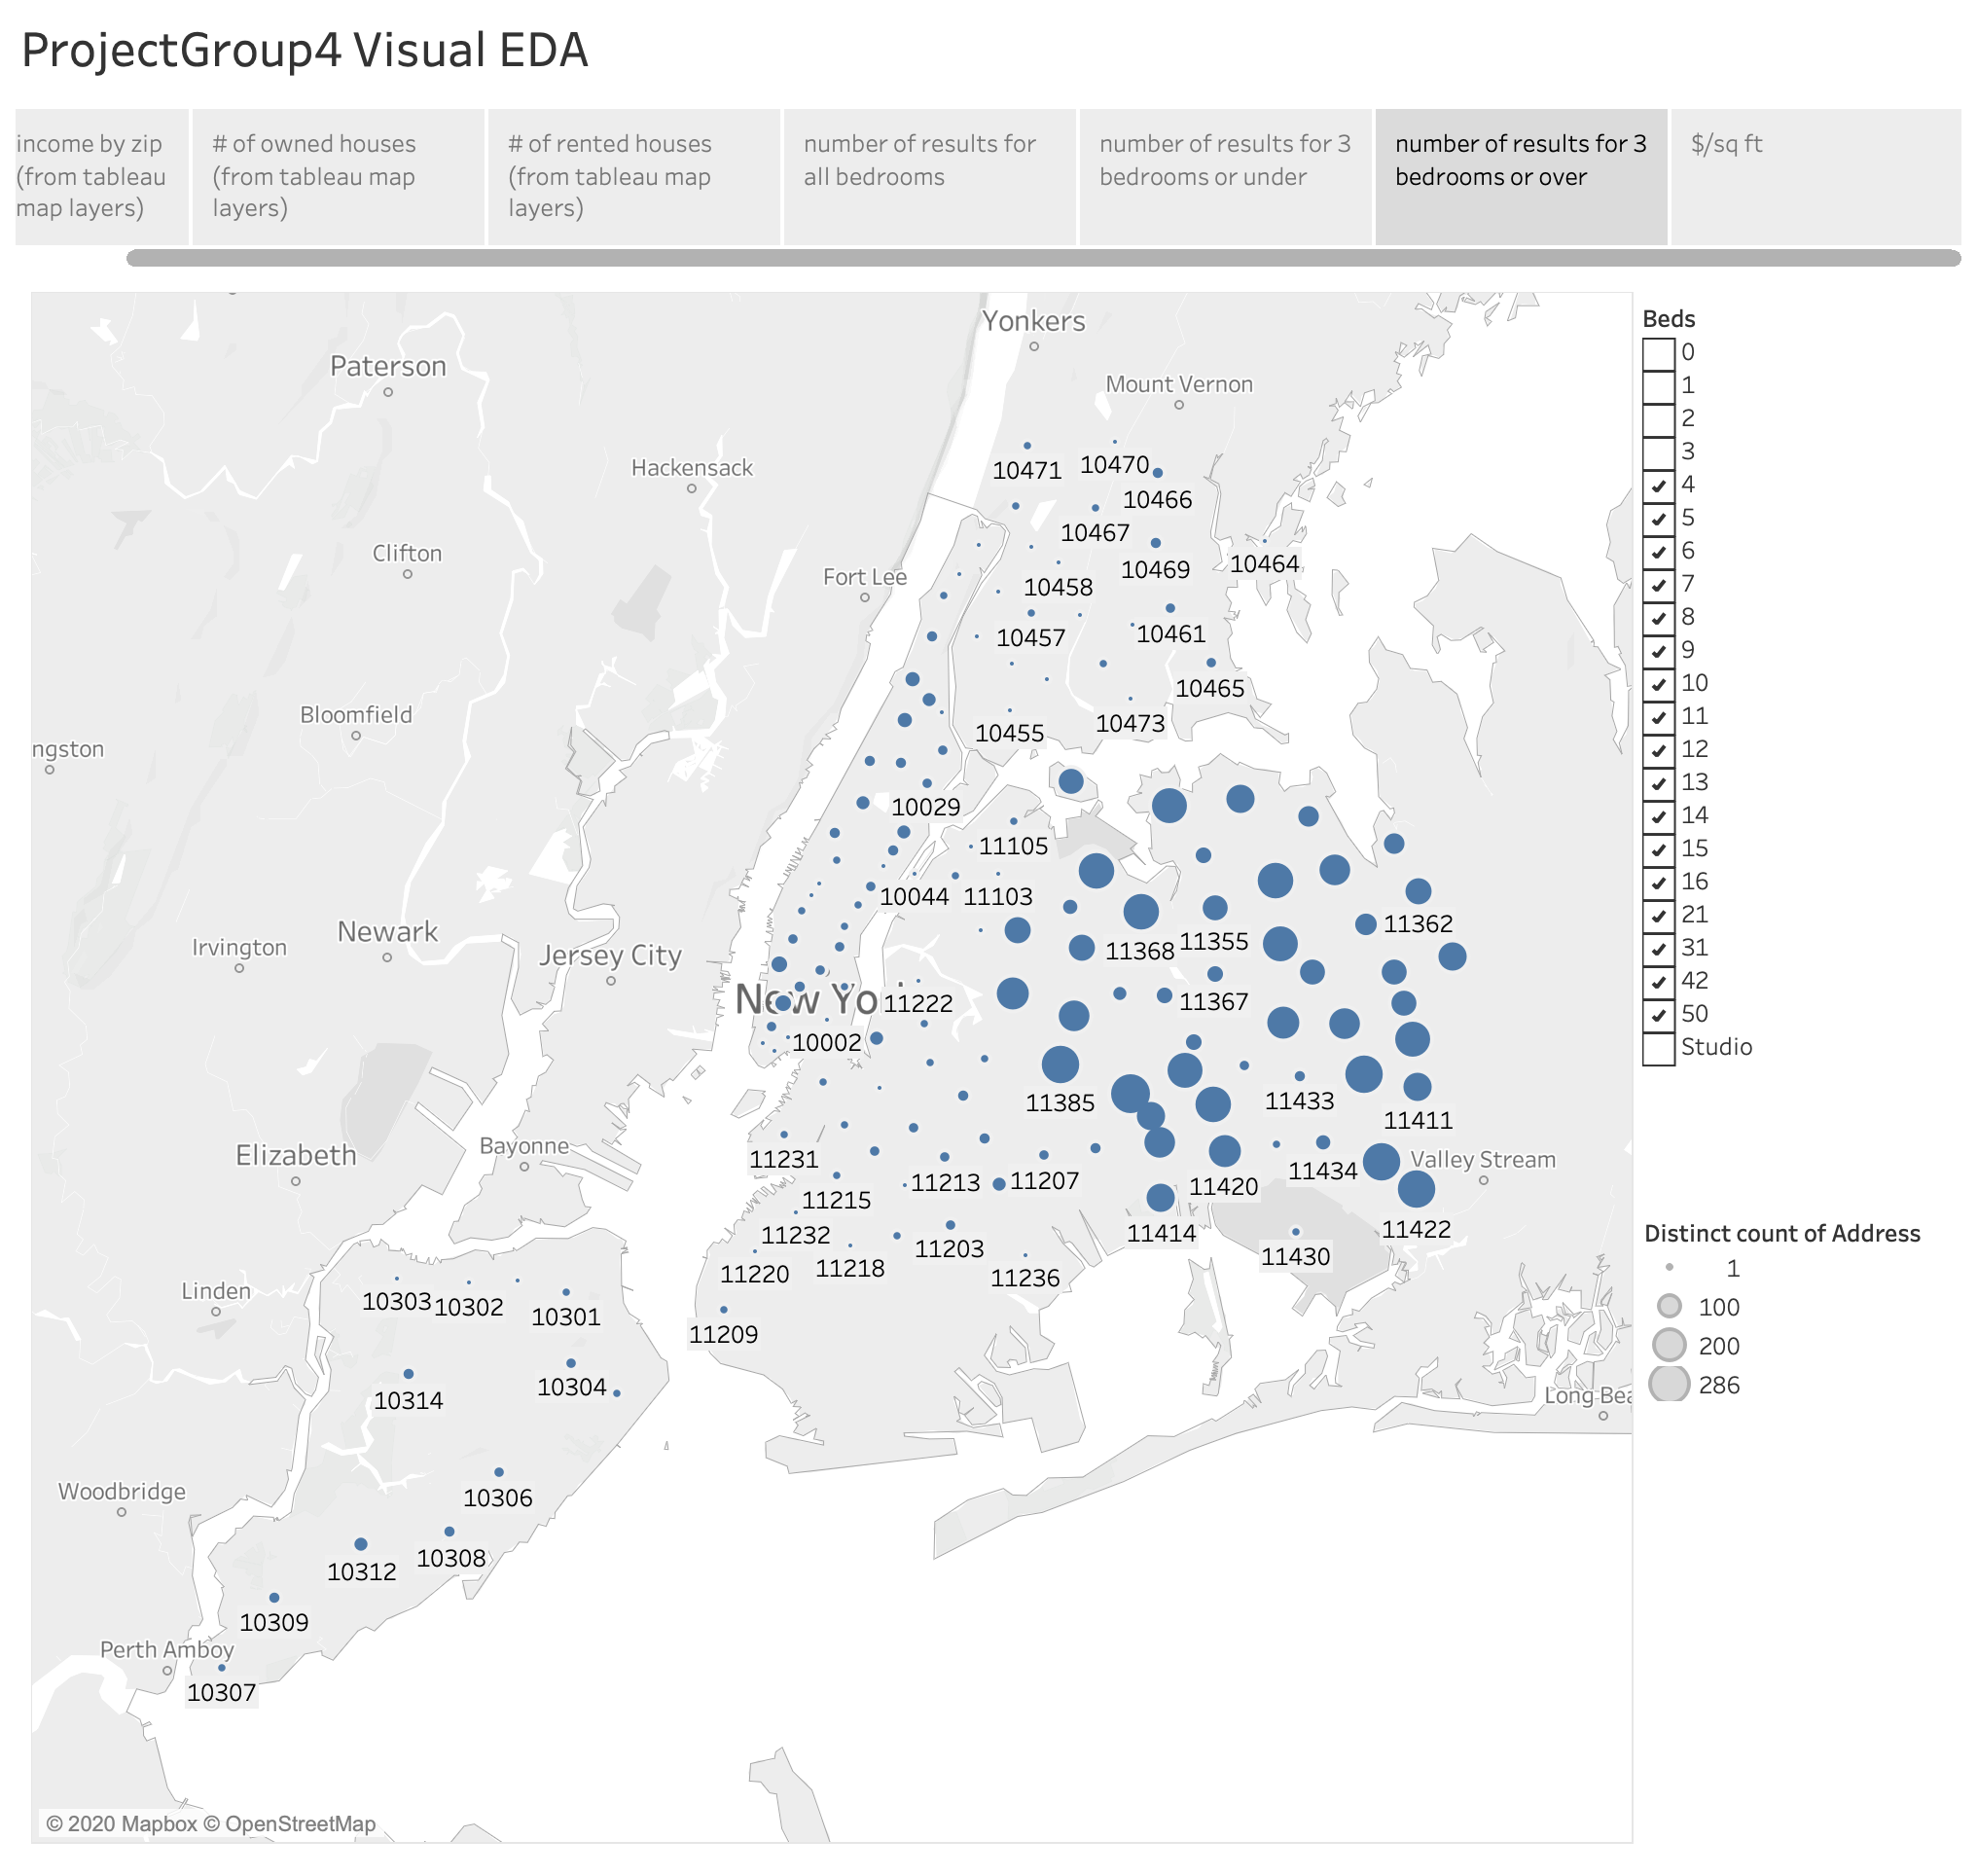 ProjectGroup4 Visual EDA
income by zip
(from tableau
map layers)
# of owned houses
(from tableau map
layers)
# of rented houses
(from tableau map
layers)
number of results for
all bedrooms
number of results for 3
bedrooms or under
number of results for 3
bedrooms or over
$/sq ft
Yonkers
Paterson
Mount Vernon
Hackensack
10471
10470
10466
10467
Clifton
10469
10464
Fort Lee
10458
10457
10461
10465
Bloomfield
10473
10455
ngston
10029
11105
10044
11103
11362
Newark
Irvington
Jersey City
11368
11355
New Yo
11222
11367
10002
11385
11433
11411
Elizabeth
Bayonne
11231
Valley Stream
11434
11213
11207
11420
11215
11422
11414
11232
11203
11430
11218
11220
11236
Linden
10303
10302
10301
11209
10304
10314
Long Bea
Woodbridge
10306
10308
10312
10309
Perth Amboy
10307
© 2020 Mapbox © OpenStreetMap
Beds
0
1
2
3
4
5
6
7
8
9
10
11
12
13
14
15
16
21
31
42
50
Studio
Distinct count of Address
1
100
200
286